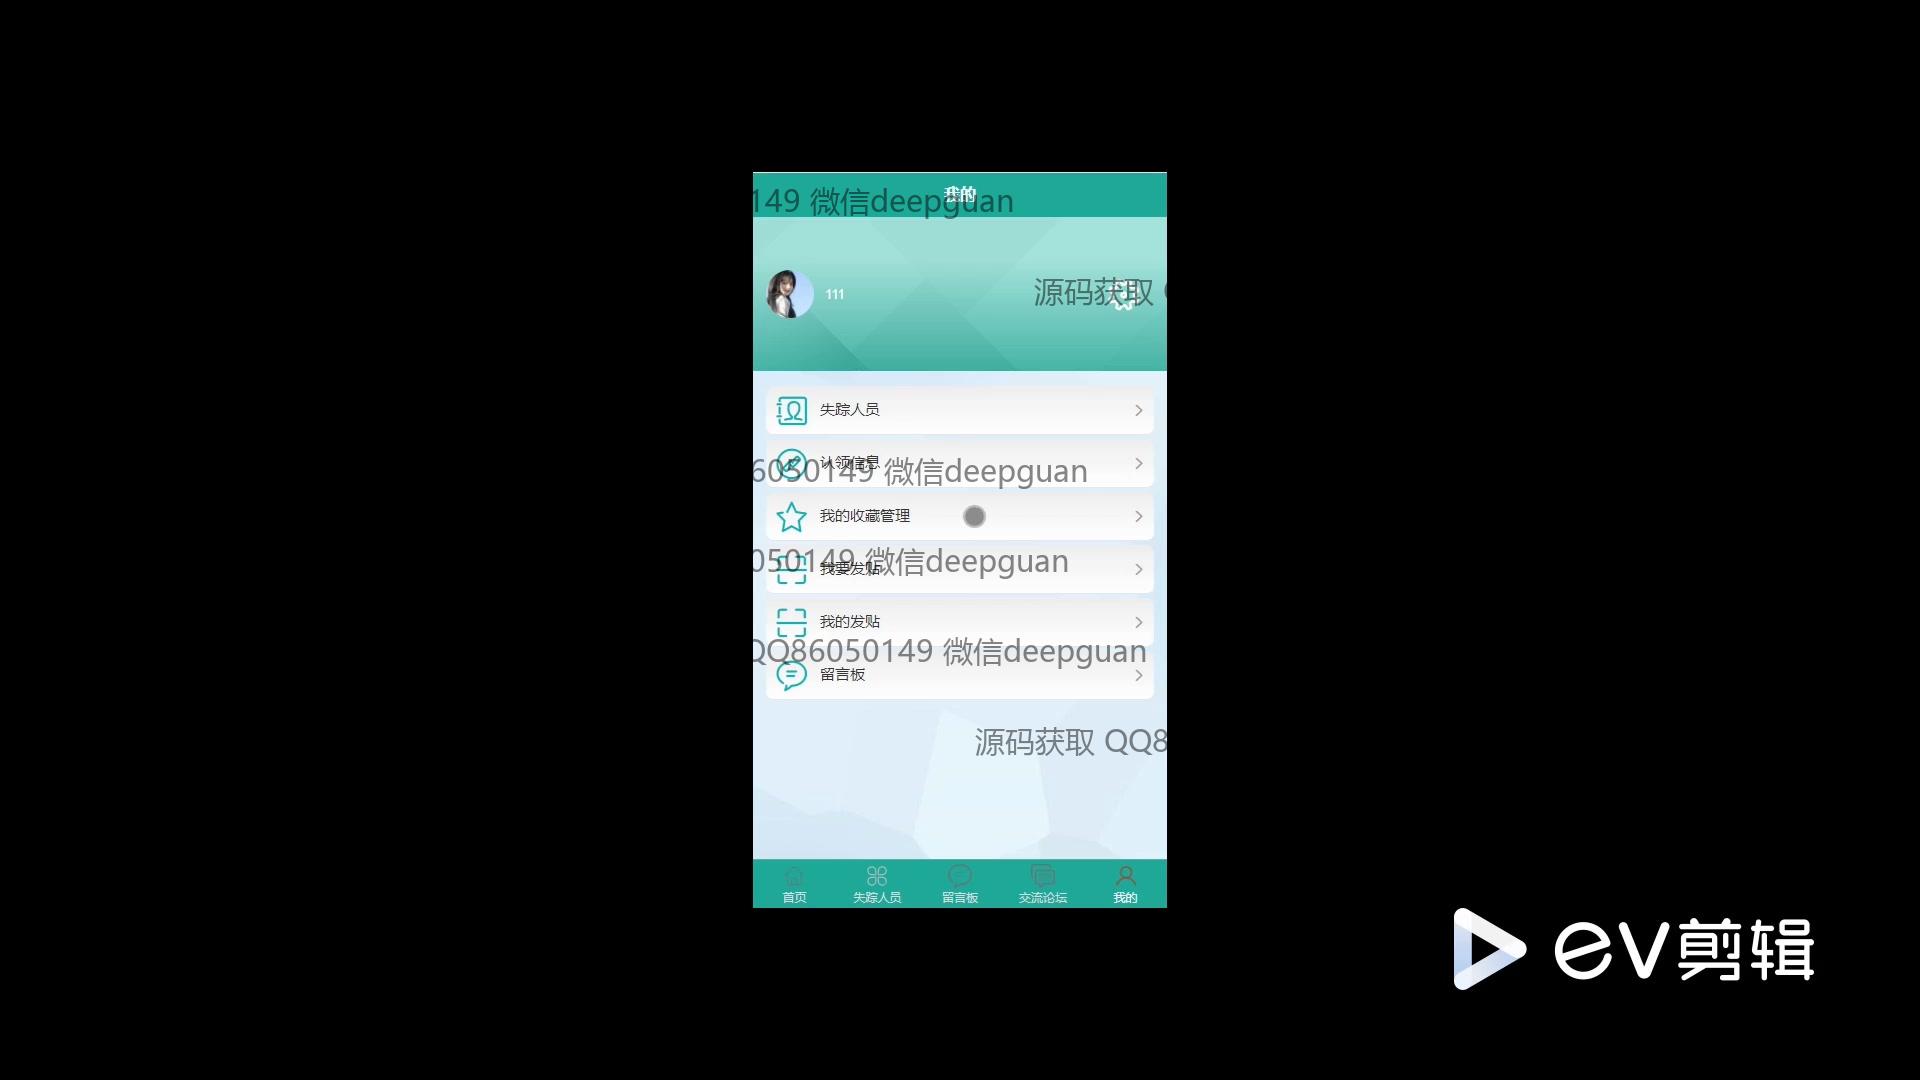 我的
149 微信deepguan
111
源码获取
失踪人员
认领信息
6050149 微信deepguan
我的收藏管理
050149 微信deepguan
我要发贴
我的发贴
QQ86050149 微信deepguan
留言板
源码获取 QQ8
首页
失踪人员
留言板
交流论坛
我的
ev剪辑